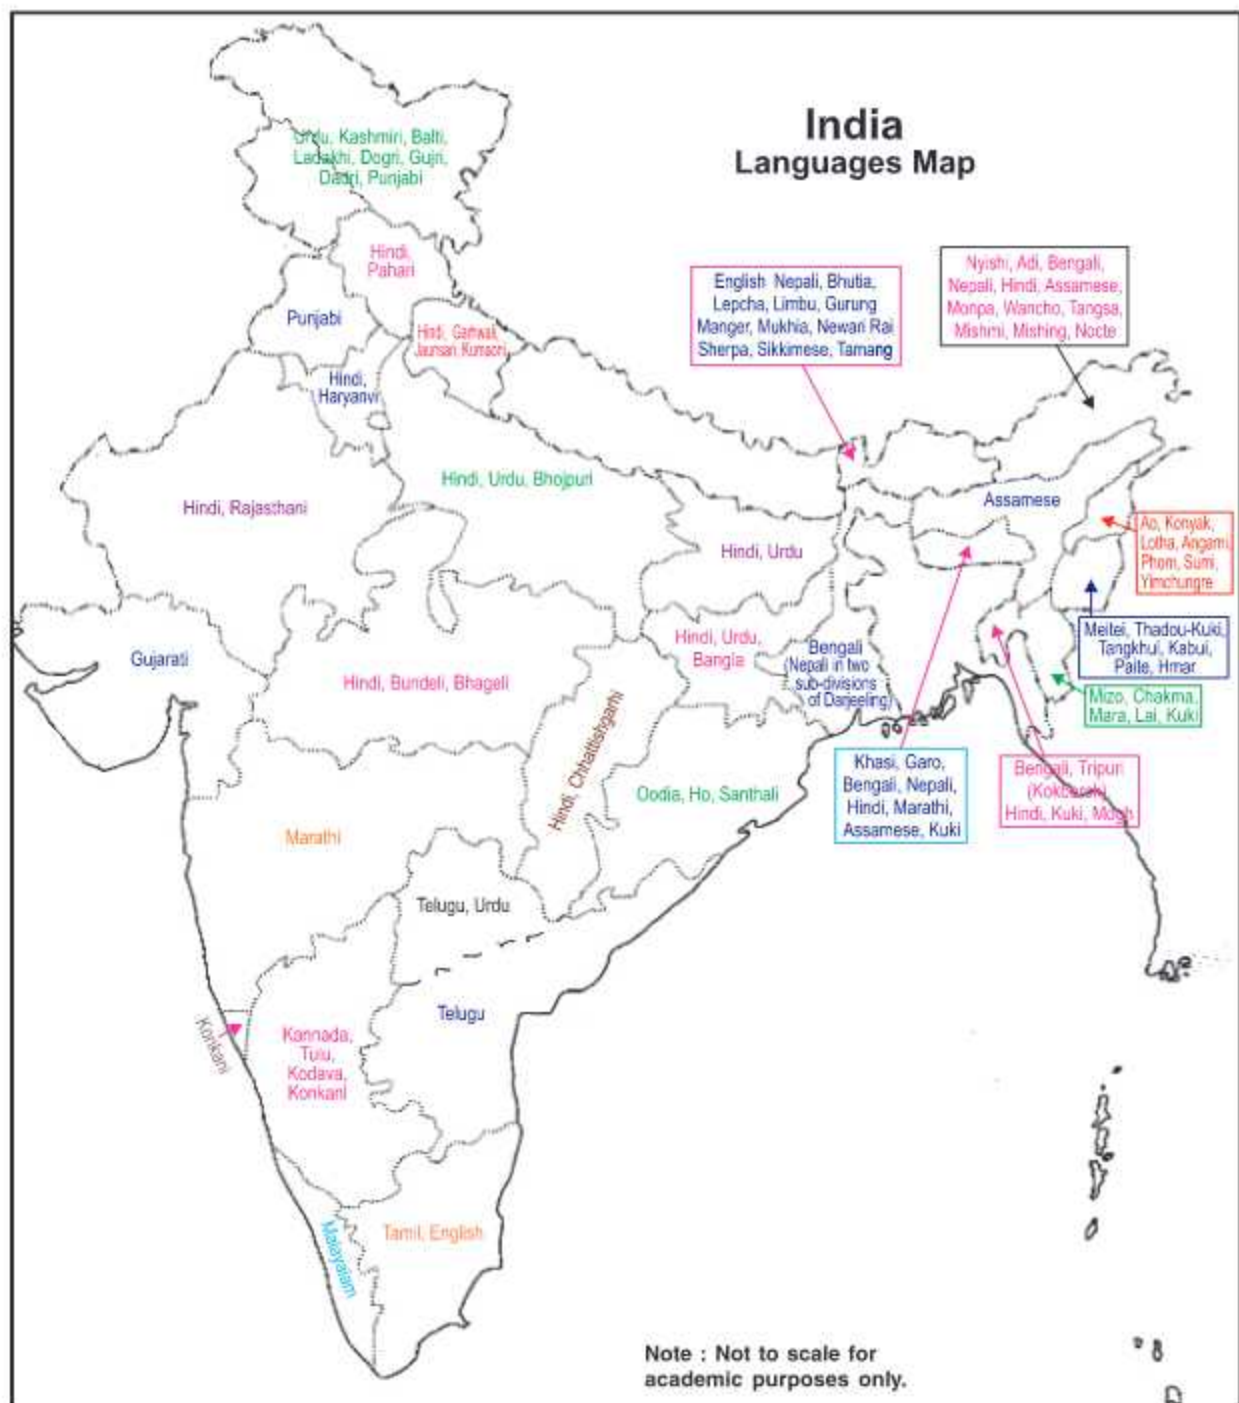 India
Languages Map
Urdu, Kashmiri, Balti,
Ladakhi, Dogri, Gujri,
Dadri, Punjabi
Hindi,
Pahari
Punjabi
Hindi, Garhwali,
Jaunsari, Kumaoni
Hindi,
Haryanvi
English Nepali, Bhutia,
Lepcha, Limbu, Gurung
Manger, Mukhia, Newari Rai
Sherpa, Sikkimese, Tamang
Nyishi, Adi, Bengali,
Nepali, Hindi, Assamese,
Monpa, Wancho, Tangsa,
Mishmi, Mishing, Nocte
Hindi, Rajasthani
Hindi, Urdu, Bhojpuri
Assamese
Hindi, Urdu
Ao, Konyak,
Lotha, Angami,
Phom, Sumi,
Yimchungre
Gujarati
Hindi, Bundeli, Bhageli
Hindi, Urdu,
Bangla
Bengali
(Nepali in two
sub-divisions
of Darjeeling)
Meitei, Thadou-Kuki,
Tangkhul, Kabui,
Paite, Hmar
Mizo, Chakma,
Mara, Lai, Kuki
Hindi, Chhattishgarhi
Oodia, Ho, Santhali
Khasi, Garo,
Bengali, Nepali,
Hindi, Marathi,
Assamese, Kuki
Bengali, Tripuri
(Kokborak)
Hindi, Kuki, Mogh
Marathi
Telugu, Urdu
Telugu
Konkani
Kannada,
Tulu,
Kodava,
Konkani
Malayalam
Tamil, English
Note : Not to scale for
academic purposes only.